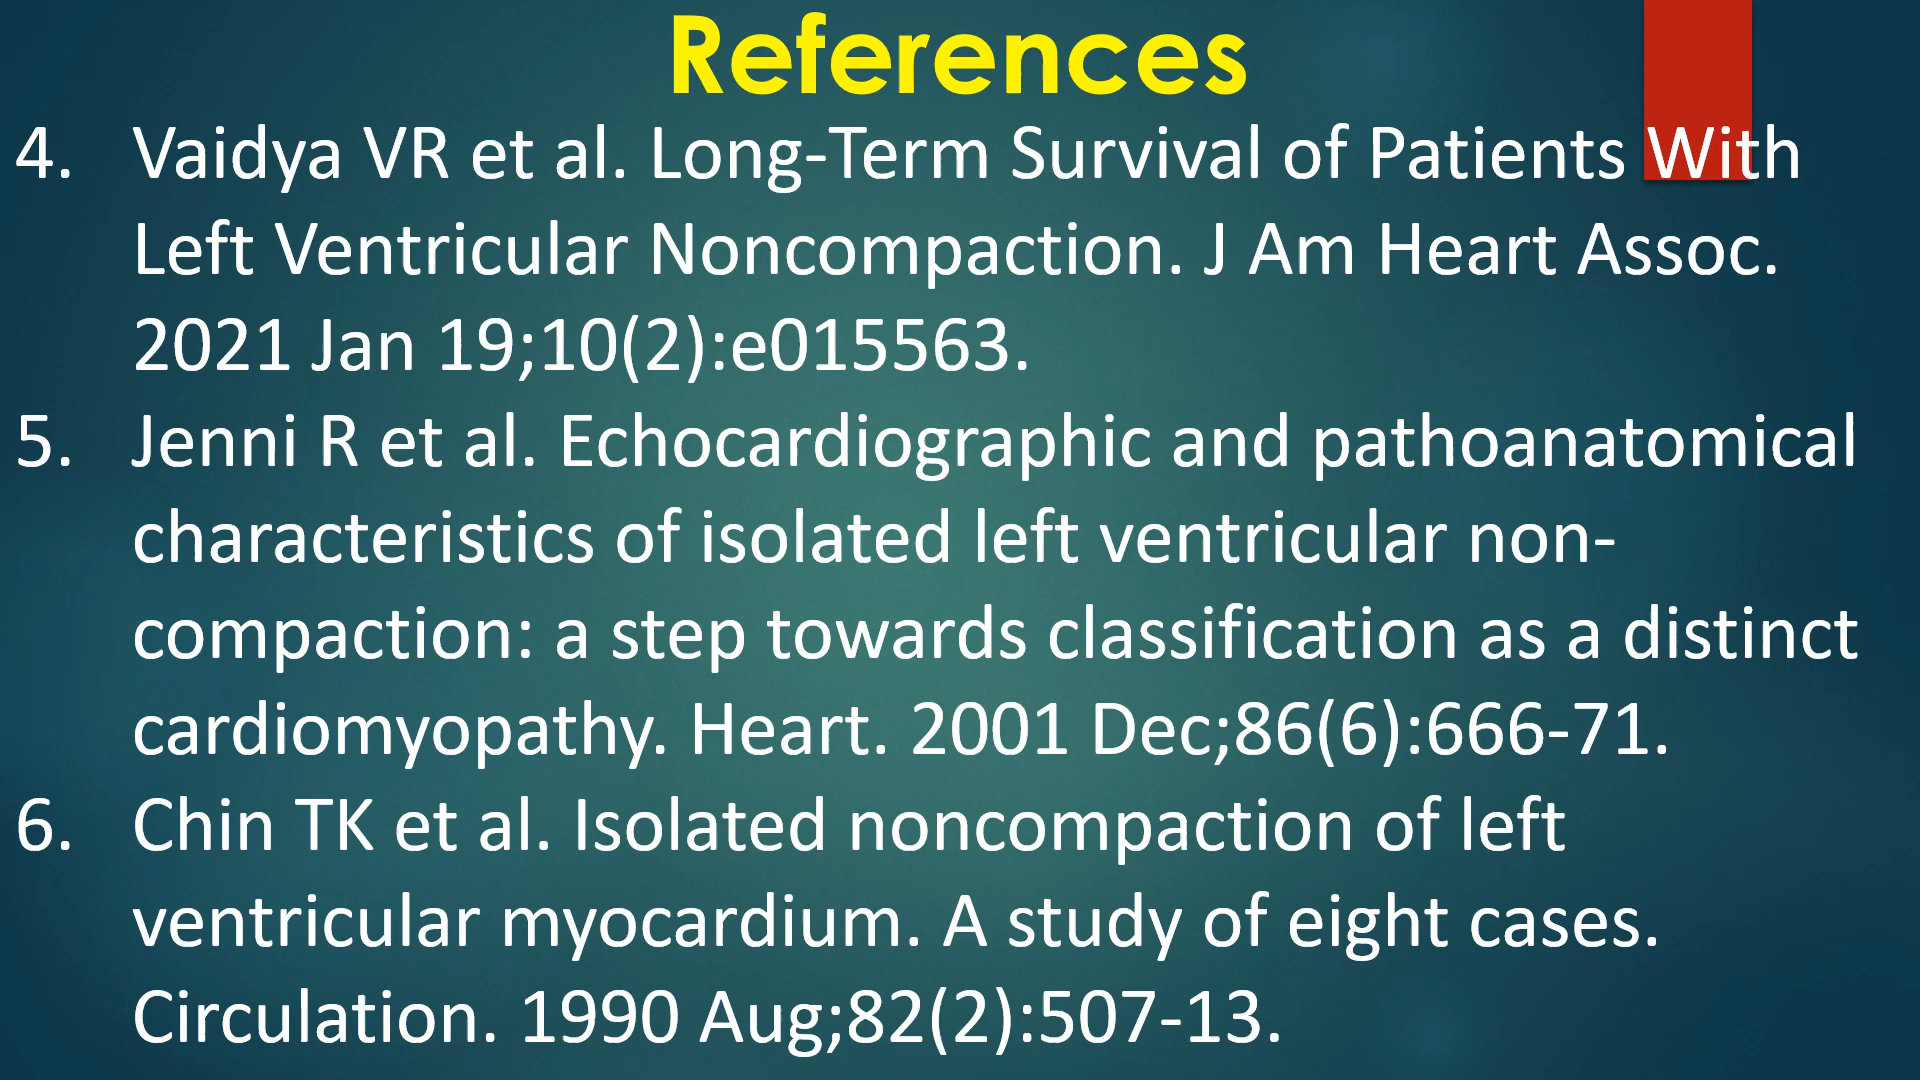 References
4. Vaidya VR et al. Long-Term Survival of Patients With
Left Ventricular Noncompaction. J Am Heart Assoc.
2021 Jan 19;10(2):e015563.
5. Jenni R et al. Echocardiographic and pathoanatomical
characteristics of isolated left ventricular non-
compaction: a step towards classification as a distinct
cardiomyopathy. Heart. 2001 Dec;86(6):666-71.
6. Chin TK et al. Isolated noncompaction of left
ventricular myocardium. A study of eight cases.
Circulation. 1990 Aug;82(2):507-13.